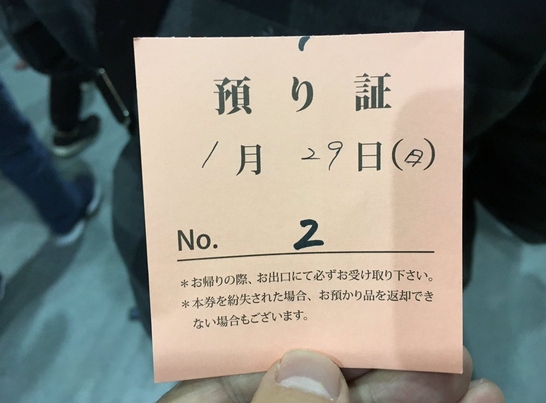 預り証
1月 29日(日)
No. 2
*お帰りの際、お出口にて必ずお受け取り下さい。
*本券を紛失された場合、お預かり品を返却でき
ない場合もございます。